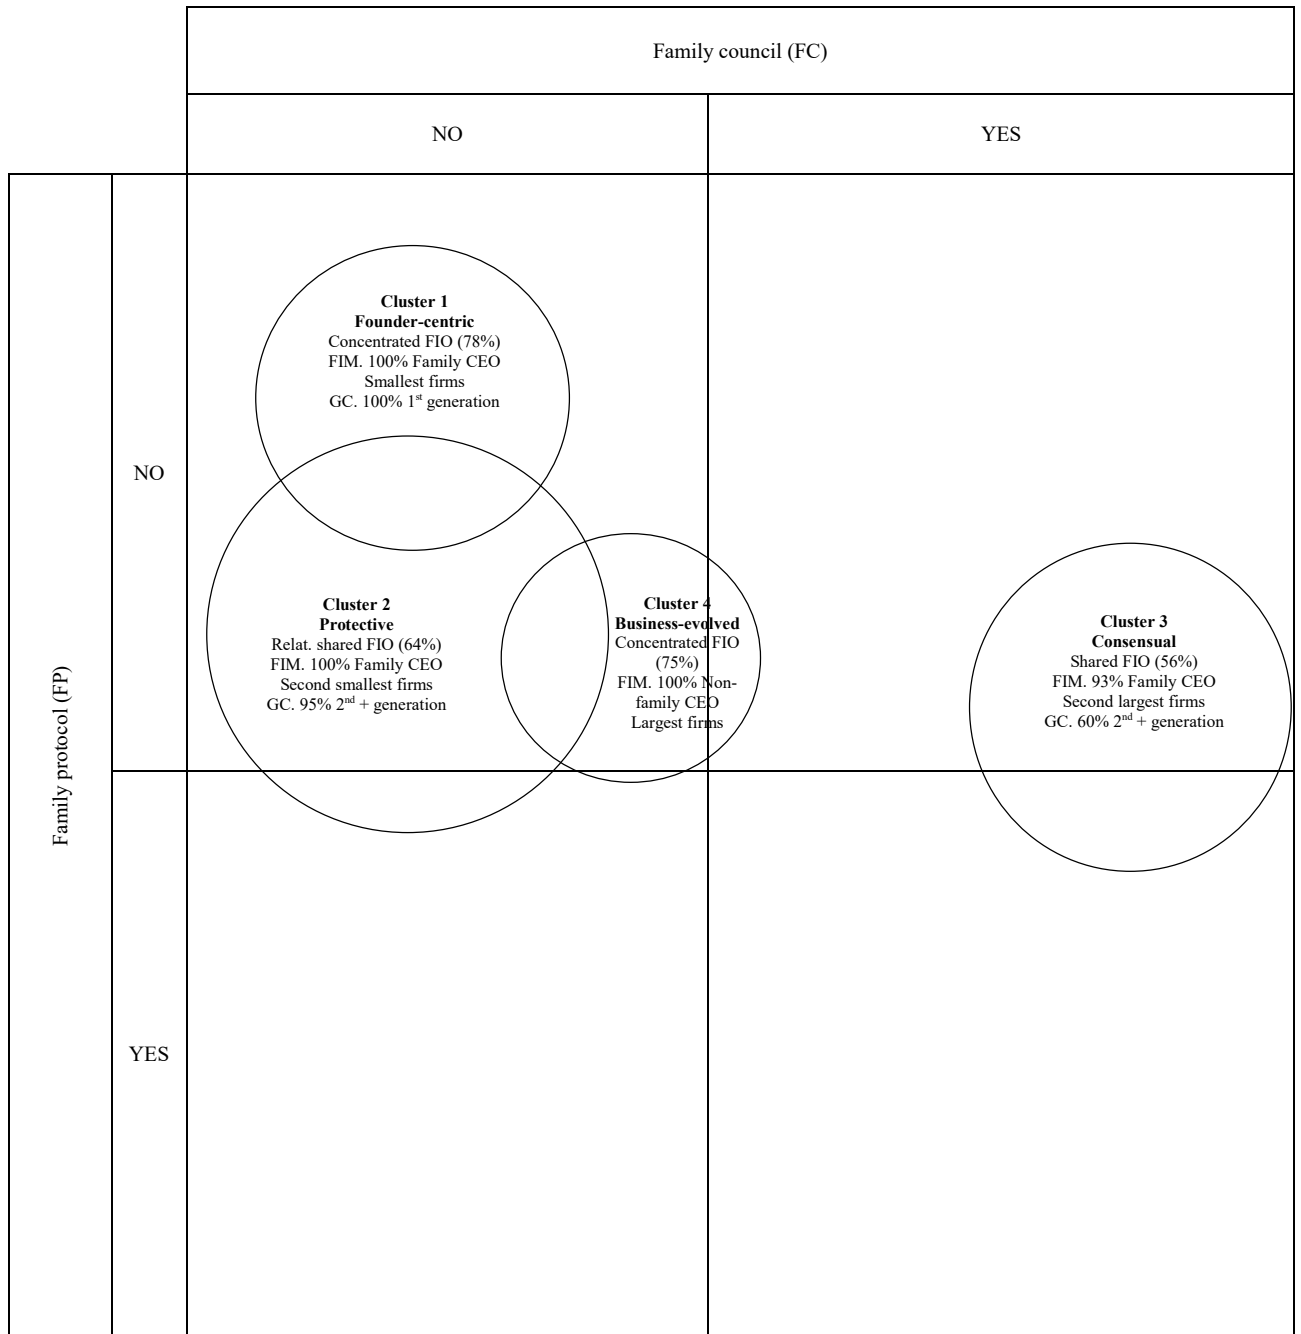 Family council (FC)
NO
YES
Family protocol (FP)
NO
Cluster 1
Founder-centric
Concentrated FIO (78%)
FIM. 100% Family CEO
Smallest firms
GC. 100% 1st generation
Cluster 2
Protective
Relat. shared FIO (64%)
FIM. 100% Family CEO
Second smallest firms
GC. 95% 2nd + generation
Cluster 4
Business-evolved
Concentrated FIO
(75%)
FIM. 100% Non-
family CEO
Largest firms
Cluster 3
Consensual
Shared FIO (56%)
FIM. 93% Family CEO
Second largest firms
GC. 60% 2nd + generation
YES